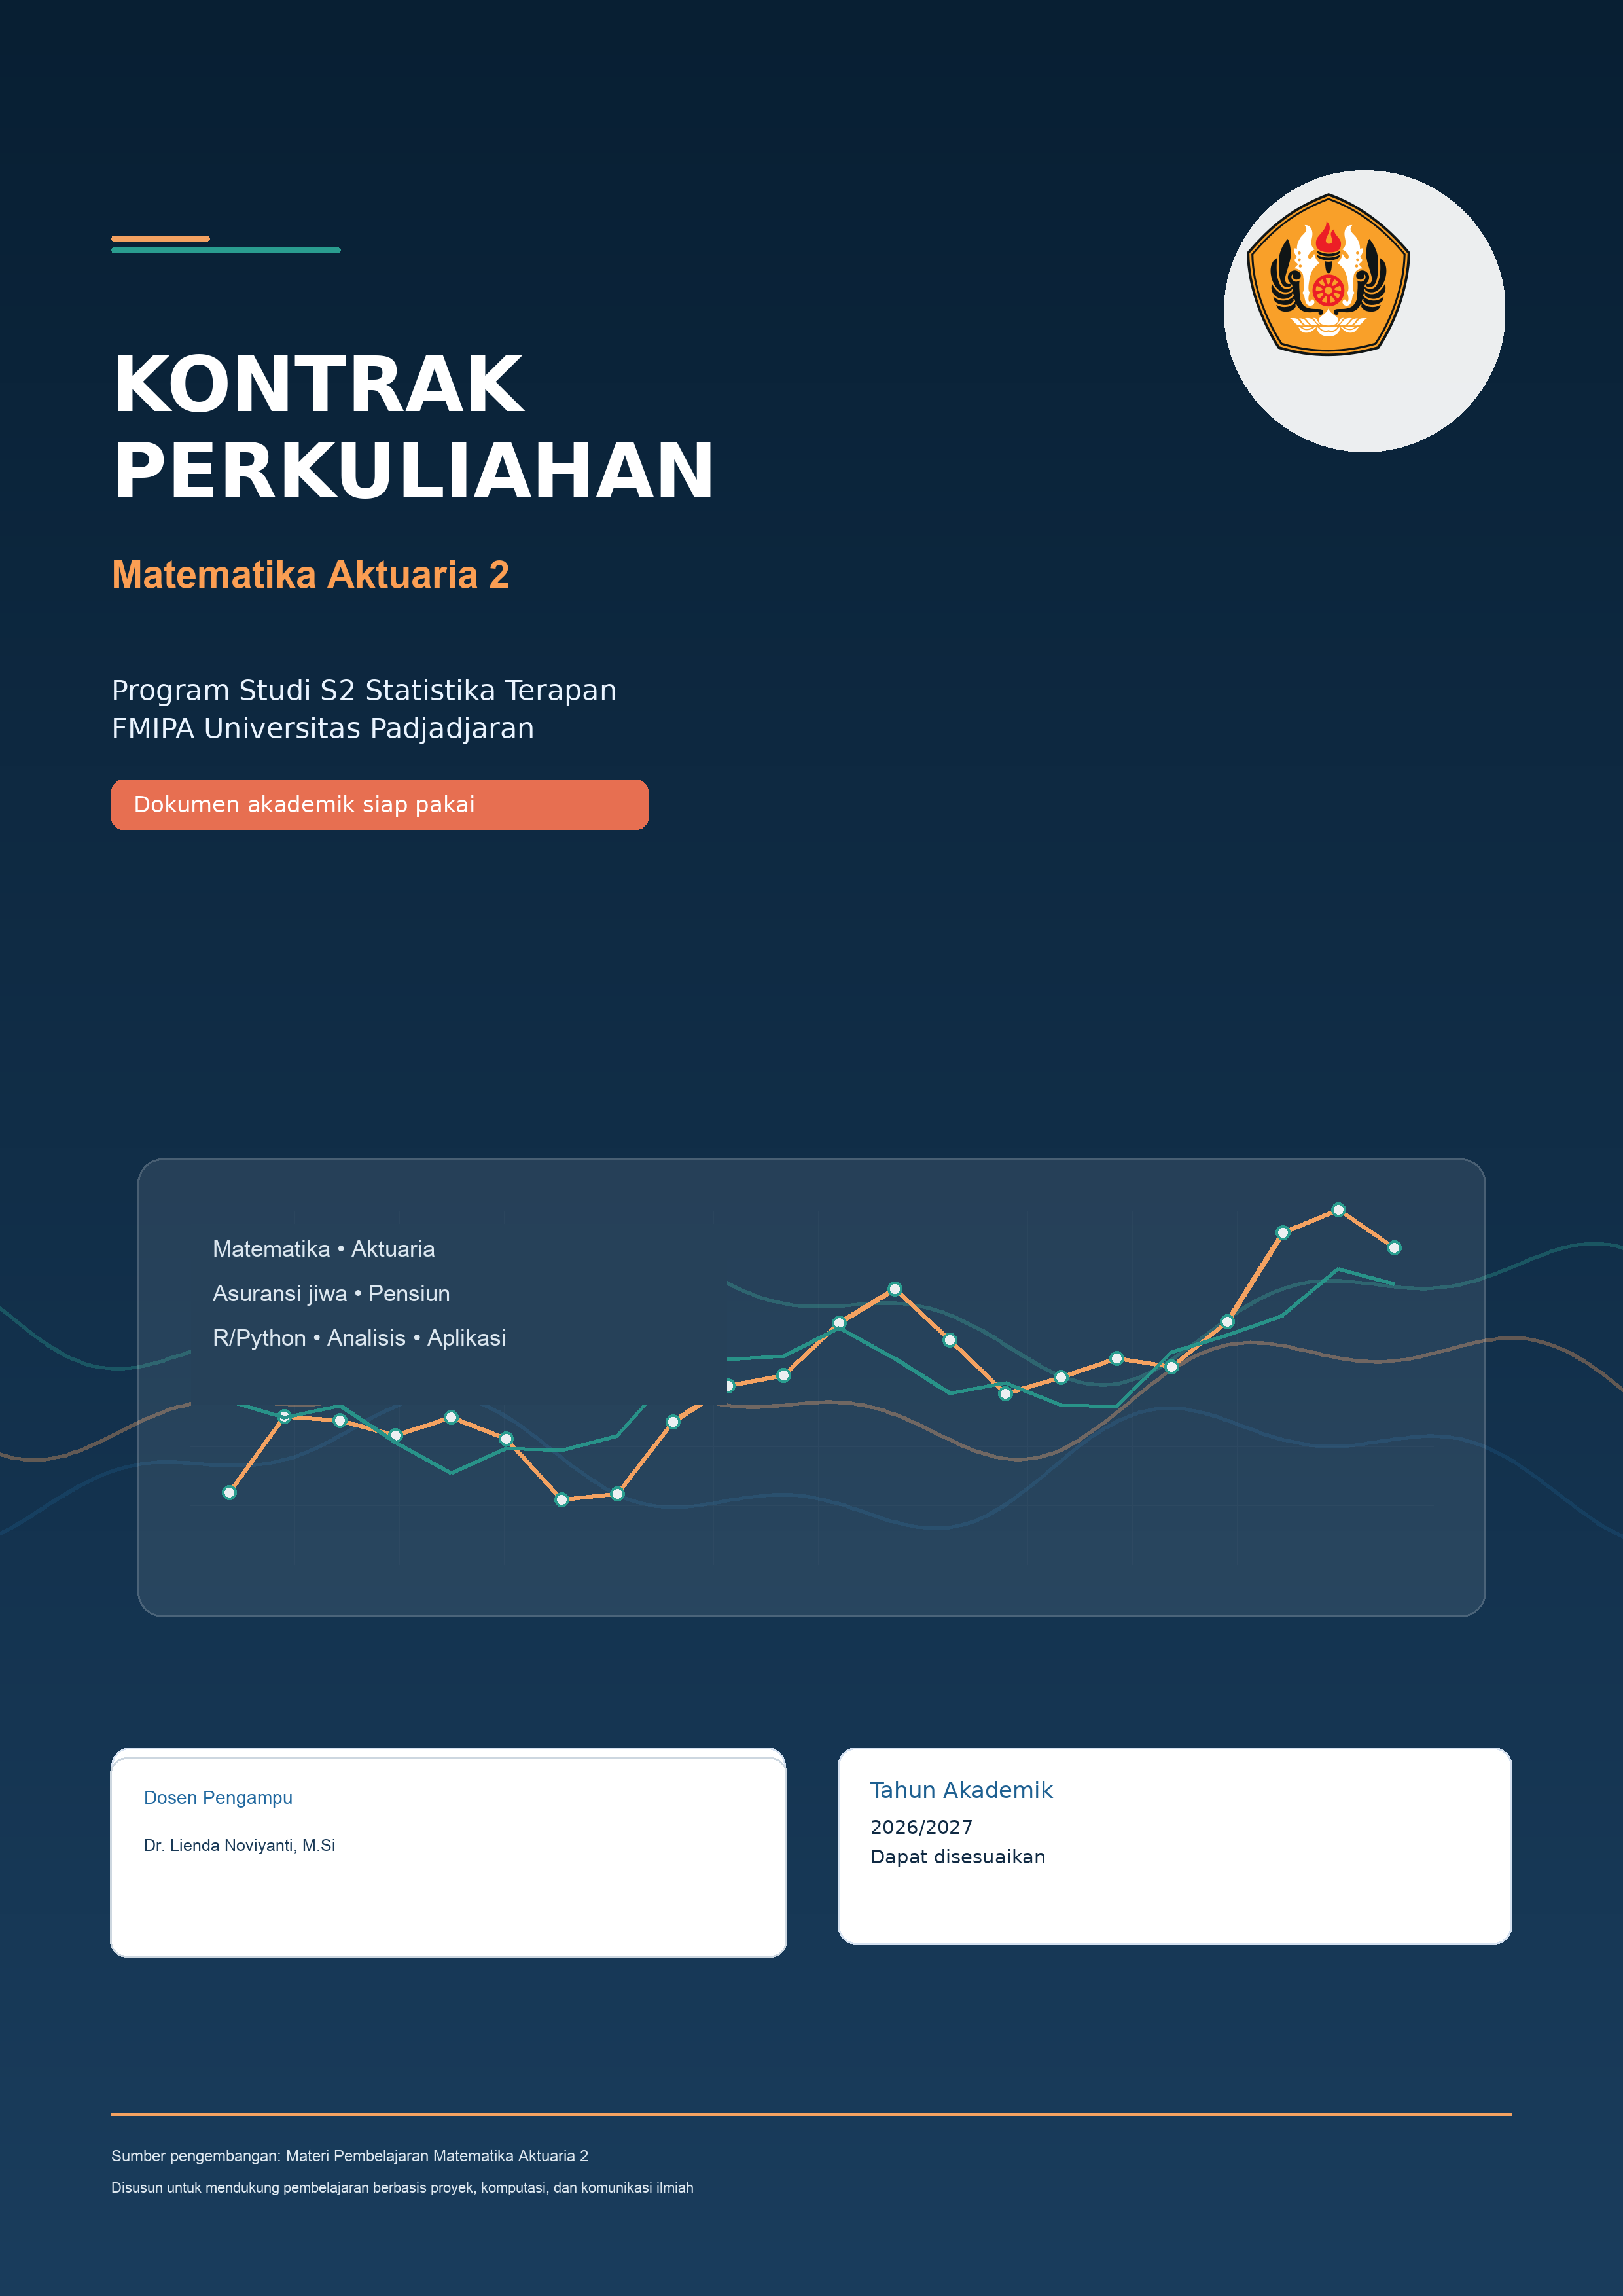 KONTRAK
PERKULIAHAN
Matematika Aktuaria 2
Program Studi S2 Statistika Terapan
FMIPA Universitas Padjadjaran
Dokumen akademik siap pakai
Matematika • Aktuaria
Asuransi jiwa • Pensiun
R/Python • Analisis • Aplikasi
Dosen Pengampu
Dr. Lienda Noviyanti, M.Si
Tahun Akademik
2026/2027
Dapat disesuaikan
Sumber pengembangan: Materi Pembelajaran Matematika Aktuaria 2
Disusun untuk mendukung pembelajaran berbasis proyek, komputasi, dan komunikasi ilmiah